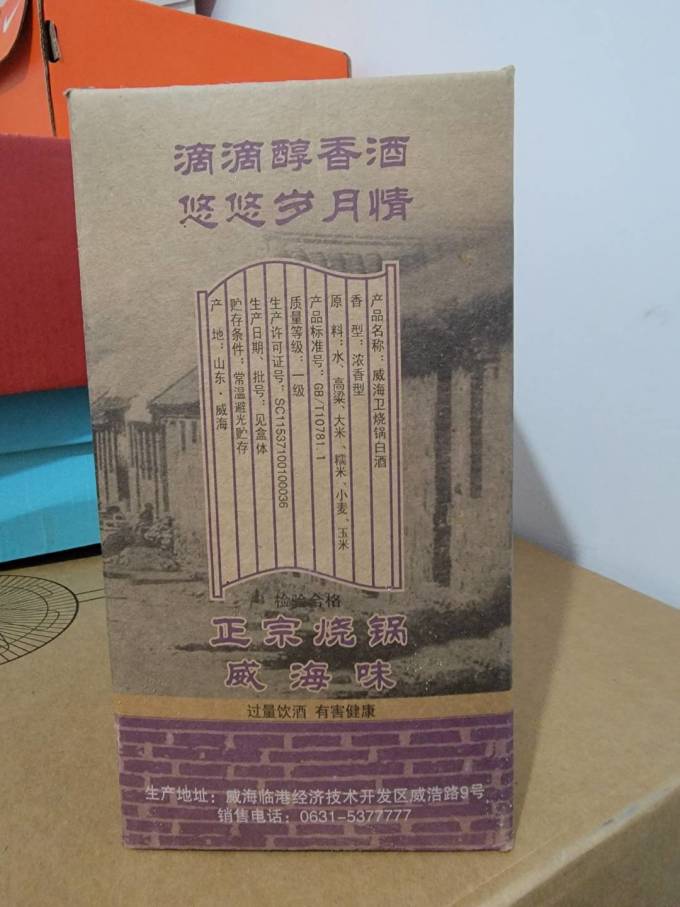 滴滴醇香酒
悠悠岁月情
产品名称：威海卫烧锅白酒
香型：浓香型
原料：水、高粱、大米、糯米、小麦、玉米
产品标准号：GB/T10781.1
质量等级：一级
生产许可证号：SC11537100100036
生产日期、批号：见盒体
贮存条件：常温避光贮存
产地：山东·威海
检验合格
正宗烧锅
威海味
过量饮酒 有害健康
生产地址：威海临港经济技术开发区威浩路9号
销售电话：0631-5377777